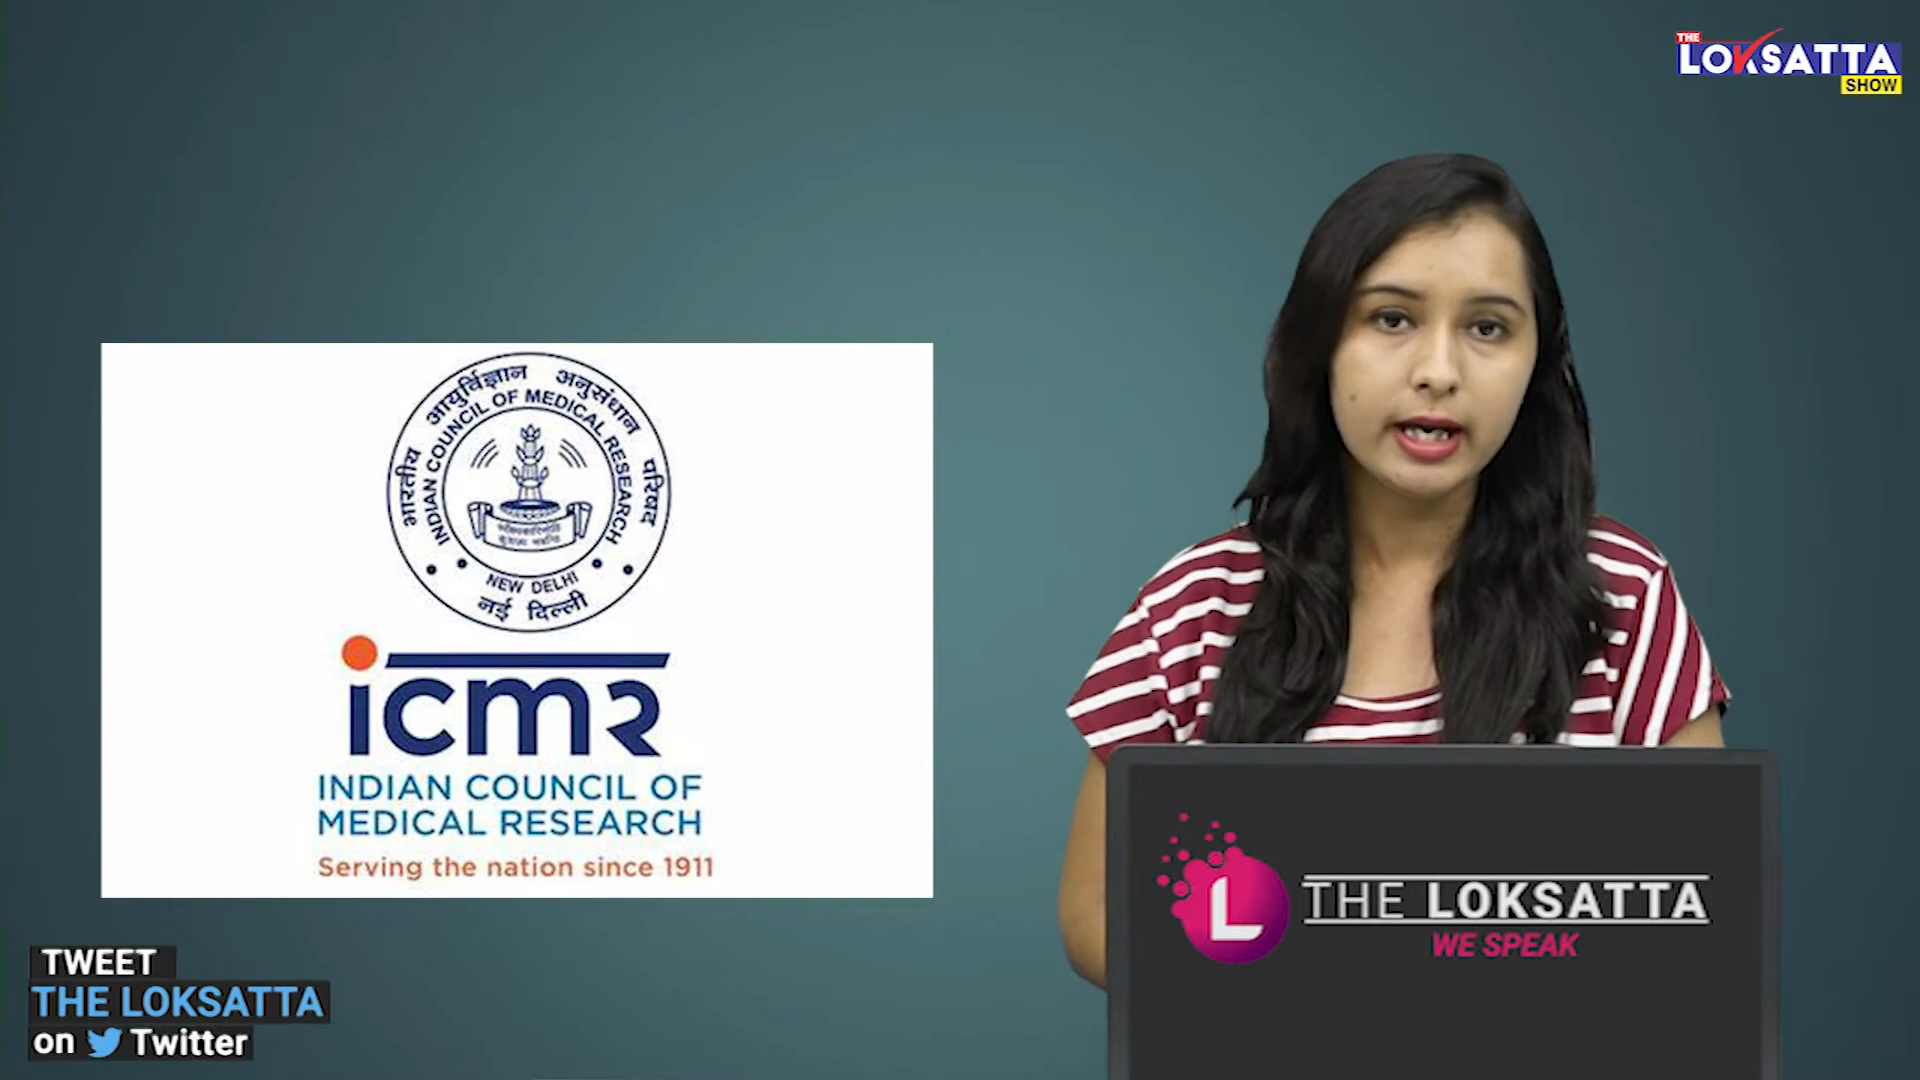 THE
LOKSATTA
SHOW
भारतीय आयुर्विज्ञान अनुसंधान परिषद
INDIAN COUNCIL OF MEDICAL RESEARCH
NEW DELHI
नई दिल्ली
icmr
INDIAN COUNCIL OF
MEDICAL RESEARCH
Serving the nation since 1911
L THE LOKSATTA
WE SPEAK
TWEET
THE LOKSATTA
on Twitter